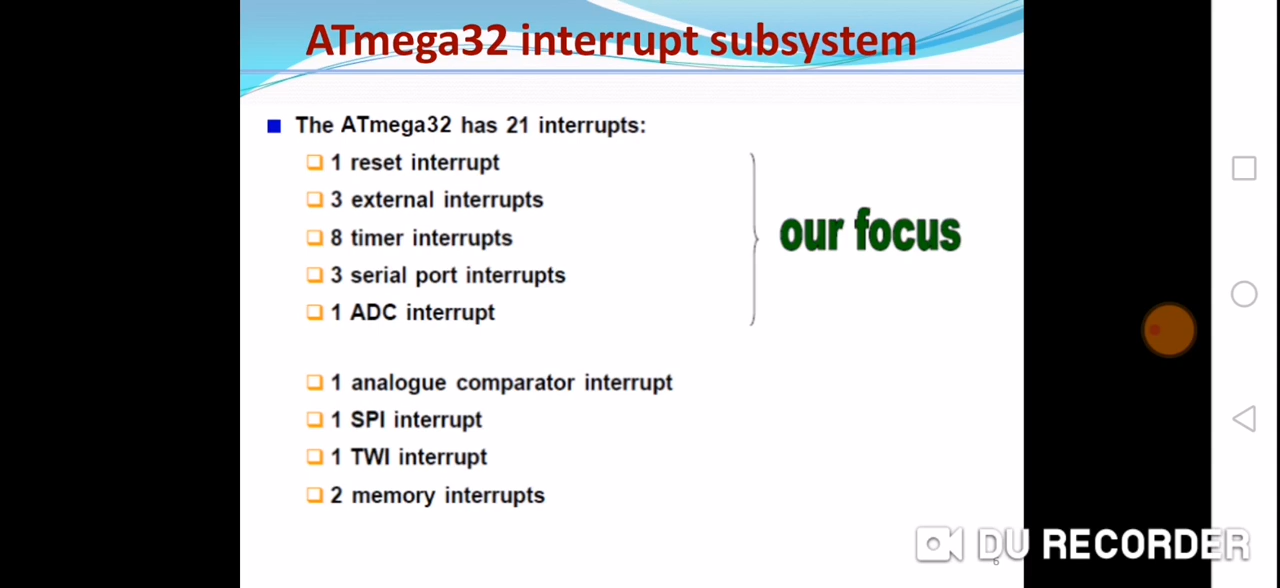 ATmega32 interrupt subsystem
The ATmega32 has 21 interrupts:
1 reset interrupt
3 external interrupts
8 timer interrupts
3 serial port interrupts
1 ADC interrupt
our focus
1 analogue comparator interrupt
1 SPI interrupt
1 TWI interrupt
2 memory interrupts
DU RECORDER
6